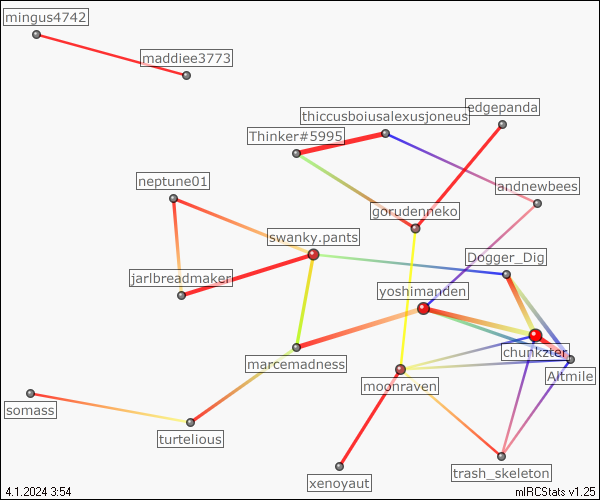 mingus4742
maddiee3773
edgepanda
thiccusboiusalexusjoneus
Thinker#5995
neptune01
andnewbees
gorudenneko
swanky.pants
Dogger_Dig
jarlbreadmaker
yoshimanden
chunkzter
marcemadness
Altmile
moonraven
somass
turtelious
trash_skeleton
xenoyaut
4.1.2024 3:54
mIRCStats v1.25